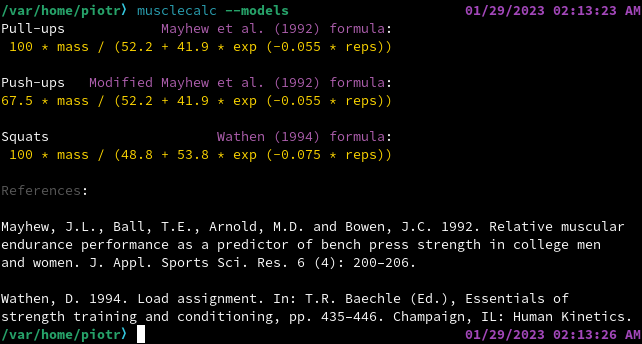 /var/home/piotr⟩ musclecalc --models 01/29/2023 02:13:23 AM
Pull-ups Mayhew et al. (1992) formula:
100 * mass / (52.2 + 41.9 * exp (-0.055 * reps))
Push-ups Modified Mayhew et al. (1992) formula:
67.5 * mass / (52.2 + 41.9 * exp (-0.055 * reps))
Squats Wathen (1994) formula:
100 * mass / (48.8 + 53.8 * exp (-0.075 * reps))
References:
Mayhew, J.L., Ball, T.E., Arnold, M.D. and Bowen, J.C. 1992. Relative muscular
endurance performance as a predictor of bench press strength in college men
and women. J. Appl. Sports Sci. Res. 6 (4): 200–206.
Wathen, D. 1994. Load assignment. In: T.R. Baechle (Ed.), Essentials of
strength training and conditioning, pp. 435–446. Champaign, IL: Human Kinetics.
/var/home/piotr⟩ 01/29/2023 02:13:26 AM